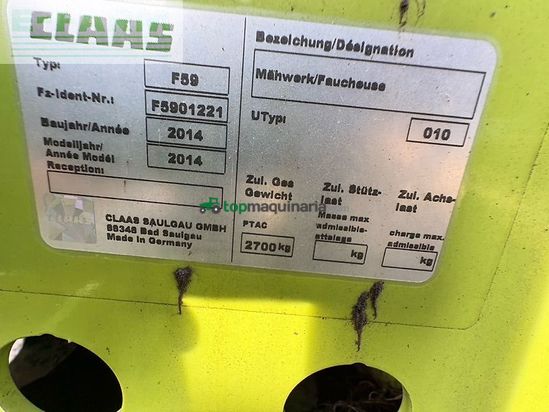 CLAAS
Typ: F59
Fz-Ident-Nr.: F5901221
Baujahr/Année 2014
Modelljahr/
Année Modèl 2014
Reception:
CLAAS
CLAAS SAULGAU GMBH
88348 Bad Saulgau
Made in Germany
Bezeichung/Désignation
Mähwerk/Faucheuse
UTyp: 010
Zul. Ges
Gewicht
PTAC
2700 kg
Zul. Stütz-
last
Masse max
admissible-
attelage
kg
Zul. Achs-
last
charge max.
admissible
kg
topmaquinaria